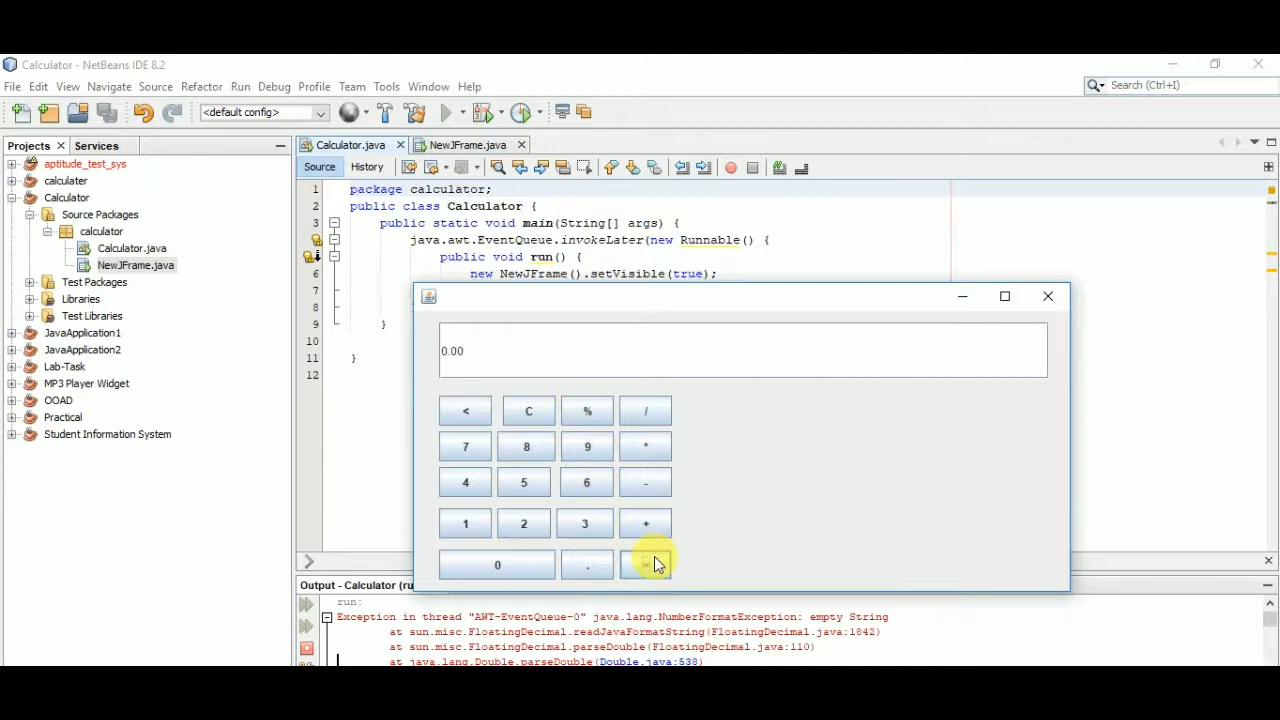 Calculator - NetBeans IDE 8.2
File Edit View Navigate Source Refactor Run Debug Profile Team Tools Window Help
Search (Ctrl+I)
<default config>
Projects
Services
aptitude_test_sys
calculater
Calculator
Source Packages
calculator
Calculator.java
NewJFrame.java
Test Packages
Libraries
Test Libraries
JavaApplication1
JavaApplication2
Lab-Task
MP3 Player Widget
OOAD
Practical
Student Information System
Calculator.java
NewJFrame.java
Source History
1 package calculator;
2 public class Calculator {
3 public static void main(String[] args) {
java.awt.EventQueue.invokeLater(new Runnable() {
public void run() {
6 new NewJFrame().setVisible(true);
7
8
9 }
10
11 }
12
0.00
< C % /
7 8 9 *
4 5 6 -
1 2 3 +
0 .
Output - Calculator (ru
run:
Exception in thread "AWT-EventQueue-0" java.lang.NumberFormatException: empty String
at sun.misc.FloatingDecimal.readJavaFormatString(FloatingDecimal.java:1842)
at sun.misc.FloatingDecimal.parseDouble(FloatingDecimal.java:110)
at java.lang.Double.parseDouble(Double.java:538)